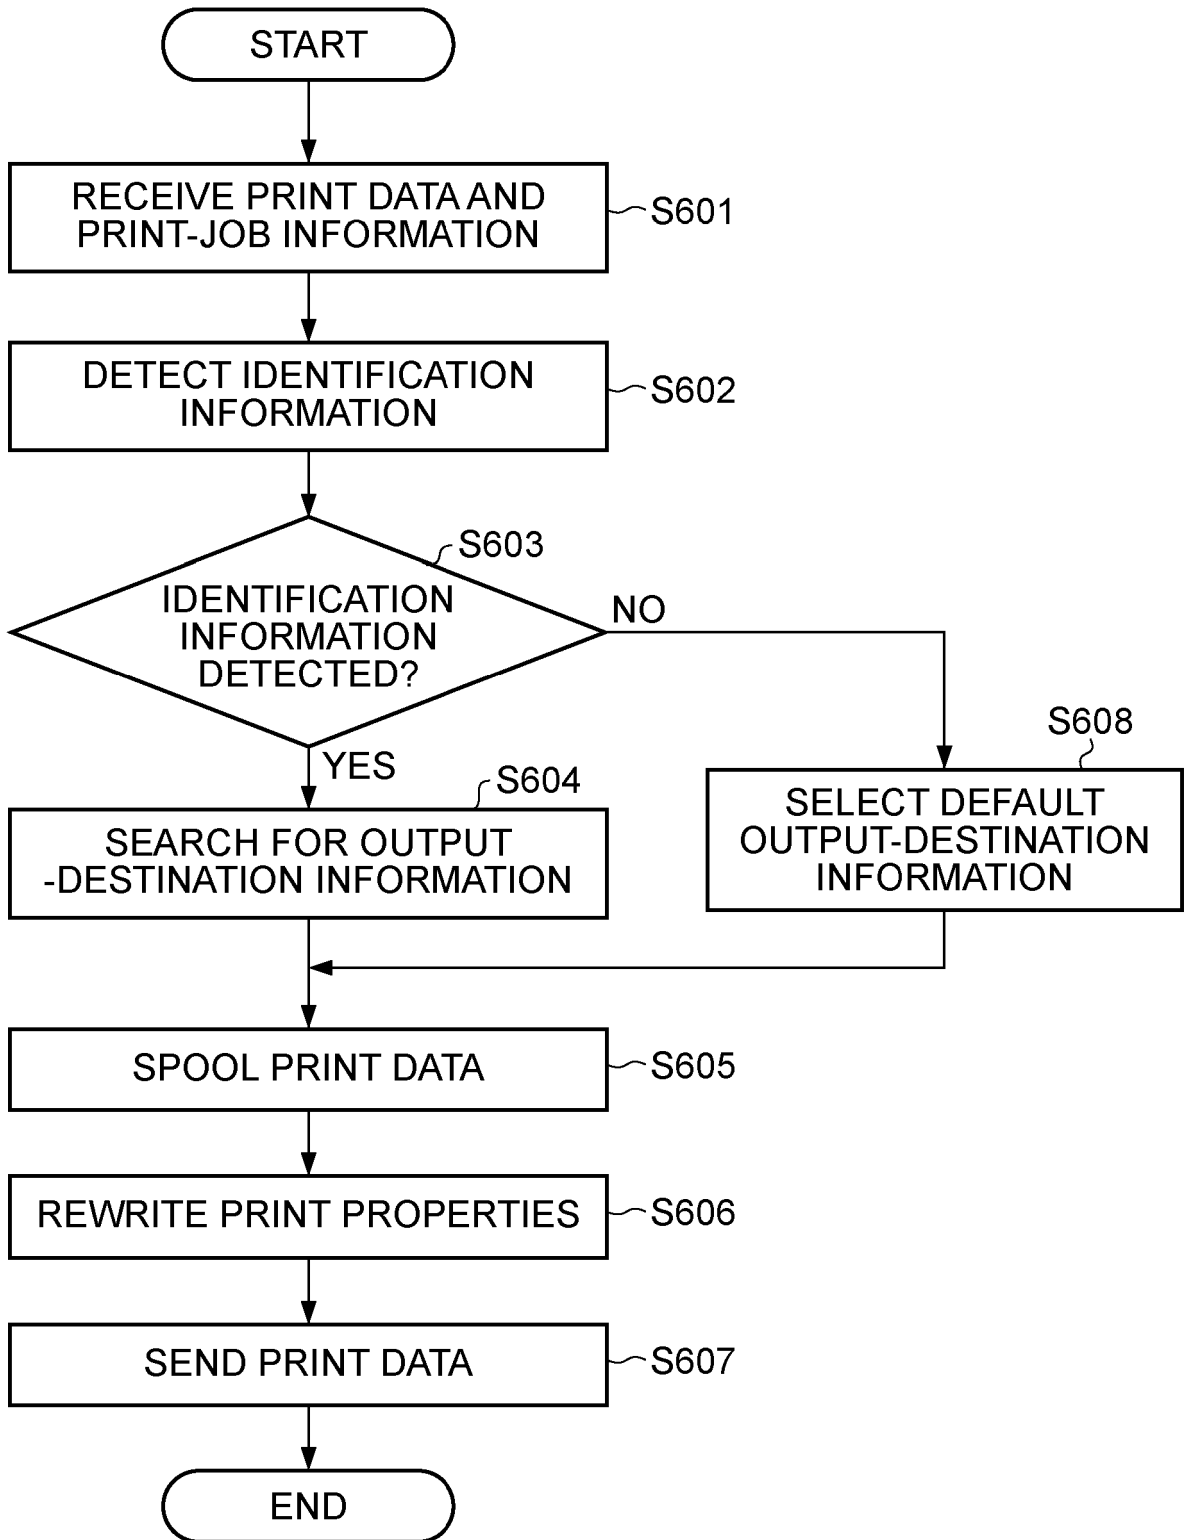 START
RECEIVE PRINT DATA AND
PRINT-JOB INFORMATION
S601
DETECT IDENTIFICATION
INFORMATION
S602
S603
IDENTIFICATION
INFORMATION
DETECTED?
NO
YES
S604
SEARCH FOR OUTPUT
-DESTINATION INFORMATION
S608
SELECT DEFAULT
OUTPUT-DESTINATION
INFORMATION
SPOOL PRINT DATA
S605
REWRITE PRINT PROPERTIES
S606
SEND PRINT DATA
S607
END